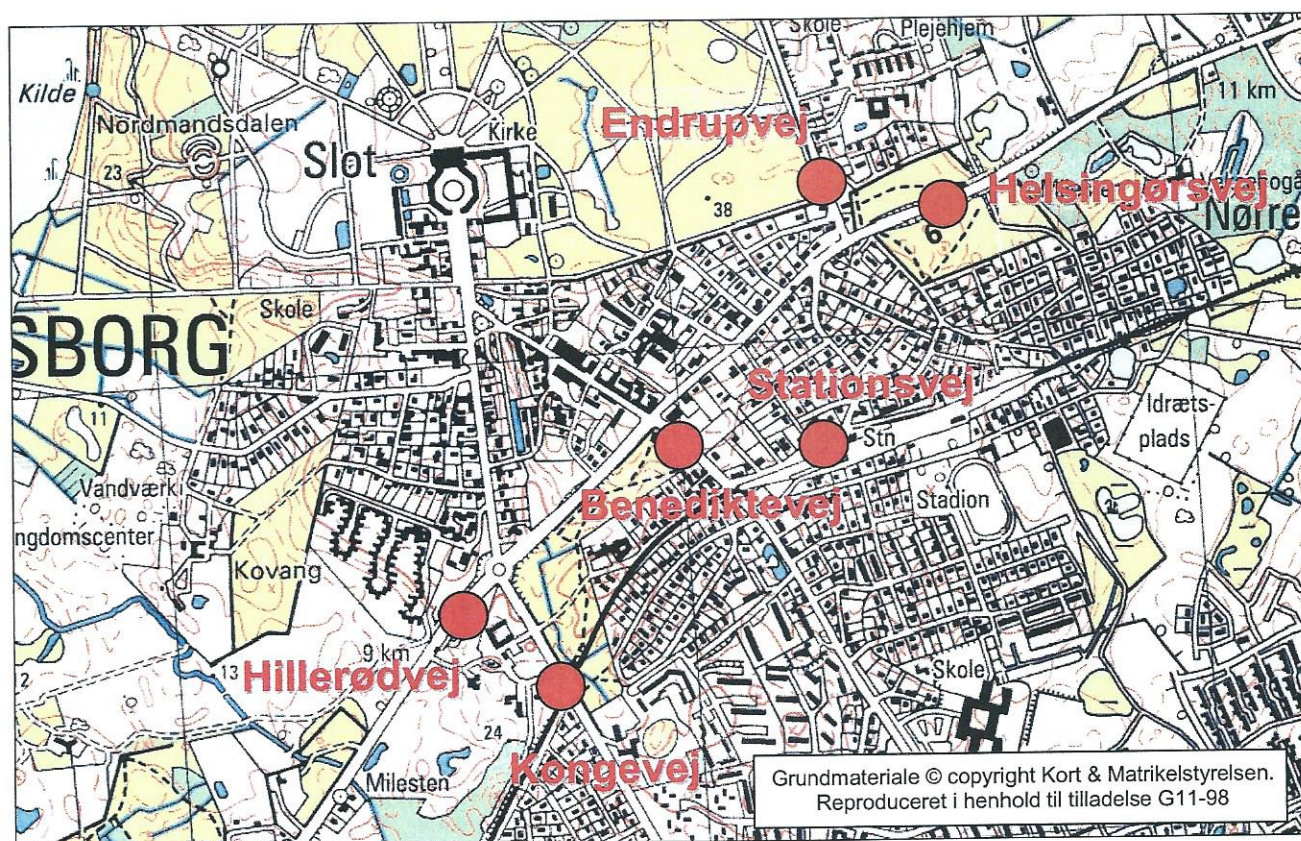 Skole
Plejehjem
Kilde
11 km
Nordmandsdalen
Kirke
Endrupvej
Slot
23
38
Helsingørsvej
Nørre
6
Skole
SBORG
Stationsvej
Idræts-
plads
11
Stn
Vandværk
Benediktevej
Stadion
ngdomscenter
Kovang
9 km
13
Hillerødvej
Skole
2
24
Kongevej
Milesten
Grundmateriale © copyright Kort & Matrikelstyrelsen.
Reproduceret i henhold til tilladelse G11-98